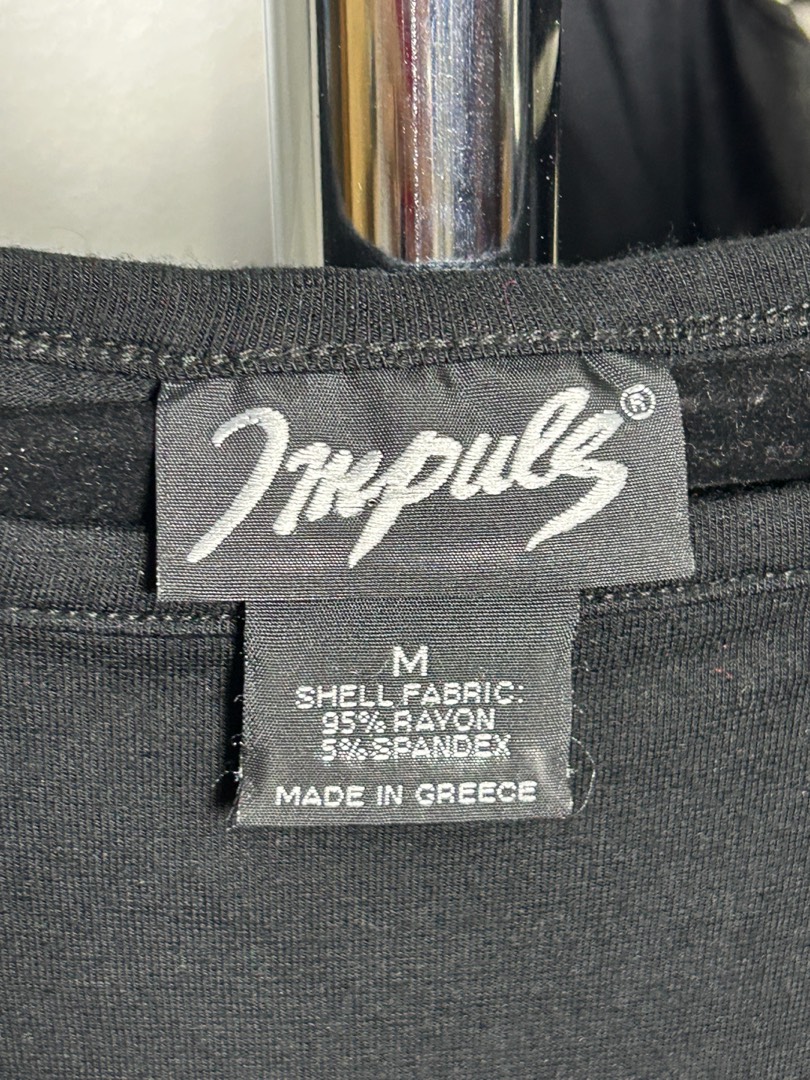 Impuls®
M
SHELL FABRIC:
95% RAYON
5% SPANDEX
MADE IN GREECE